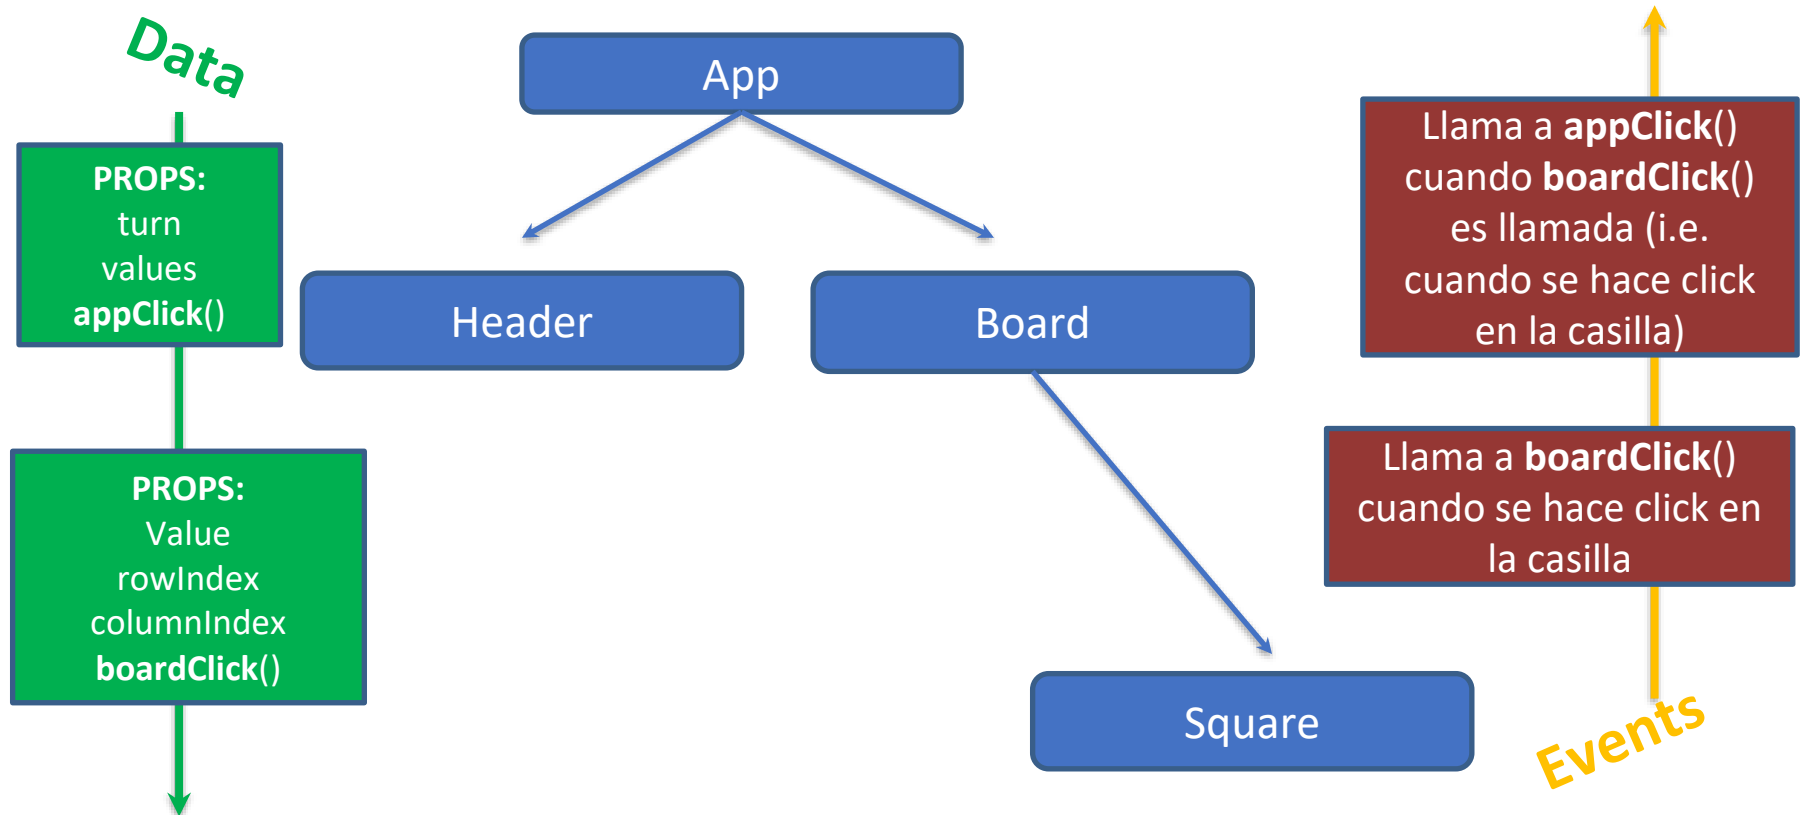 Data
PROPS:
turn
values
appClick()
PROPS:
Value
rowIndex
columnIndex
boardClick()
App
Header
Board
Square
Llama a appClick()
cuando boardClick()
es llamada (i.e.
cuando se hace click
en la casilla)
Llama a boardClick()
cuando se hace click en
la casilla
Events